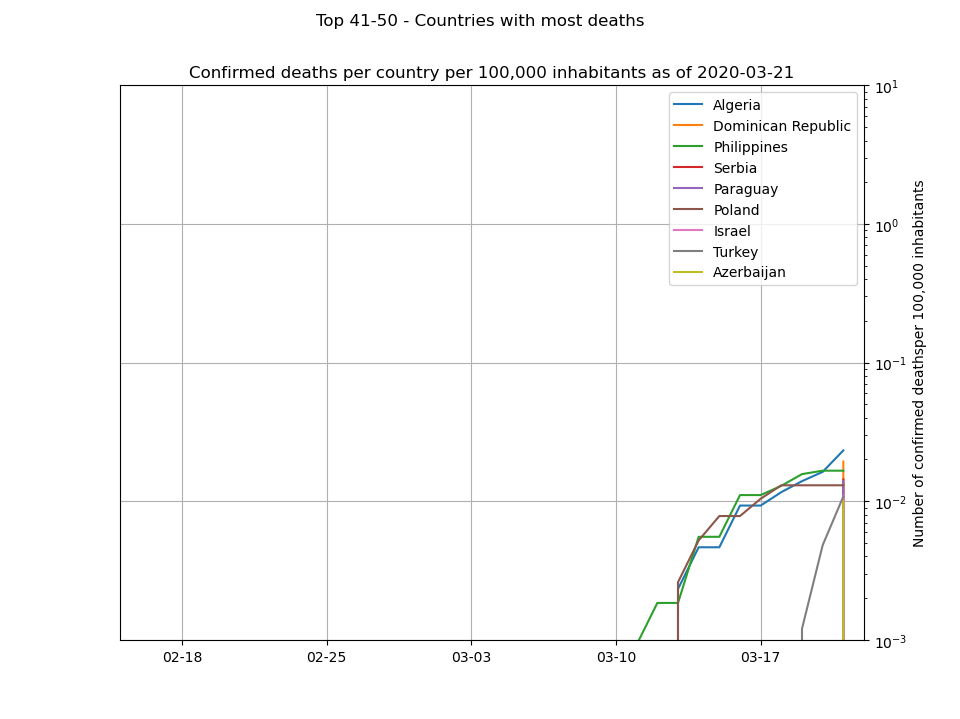 Top 41-50 - Countries with most deaths
Confirmed deaths per country per 100,000 inhabitants as of 2020-03-21
Algeria
Dominican Republic
Philippines
Serbia
Paraguay
Poland
Israel
Turkey
Azerbaijan
10¹
10⁰
10⁻¹
10⁻²
10⁻³
Number of confirmed deathsper 100,000 inhabitants
02-18 02-25 03-03 03-10 03-17